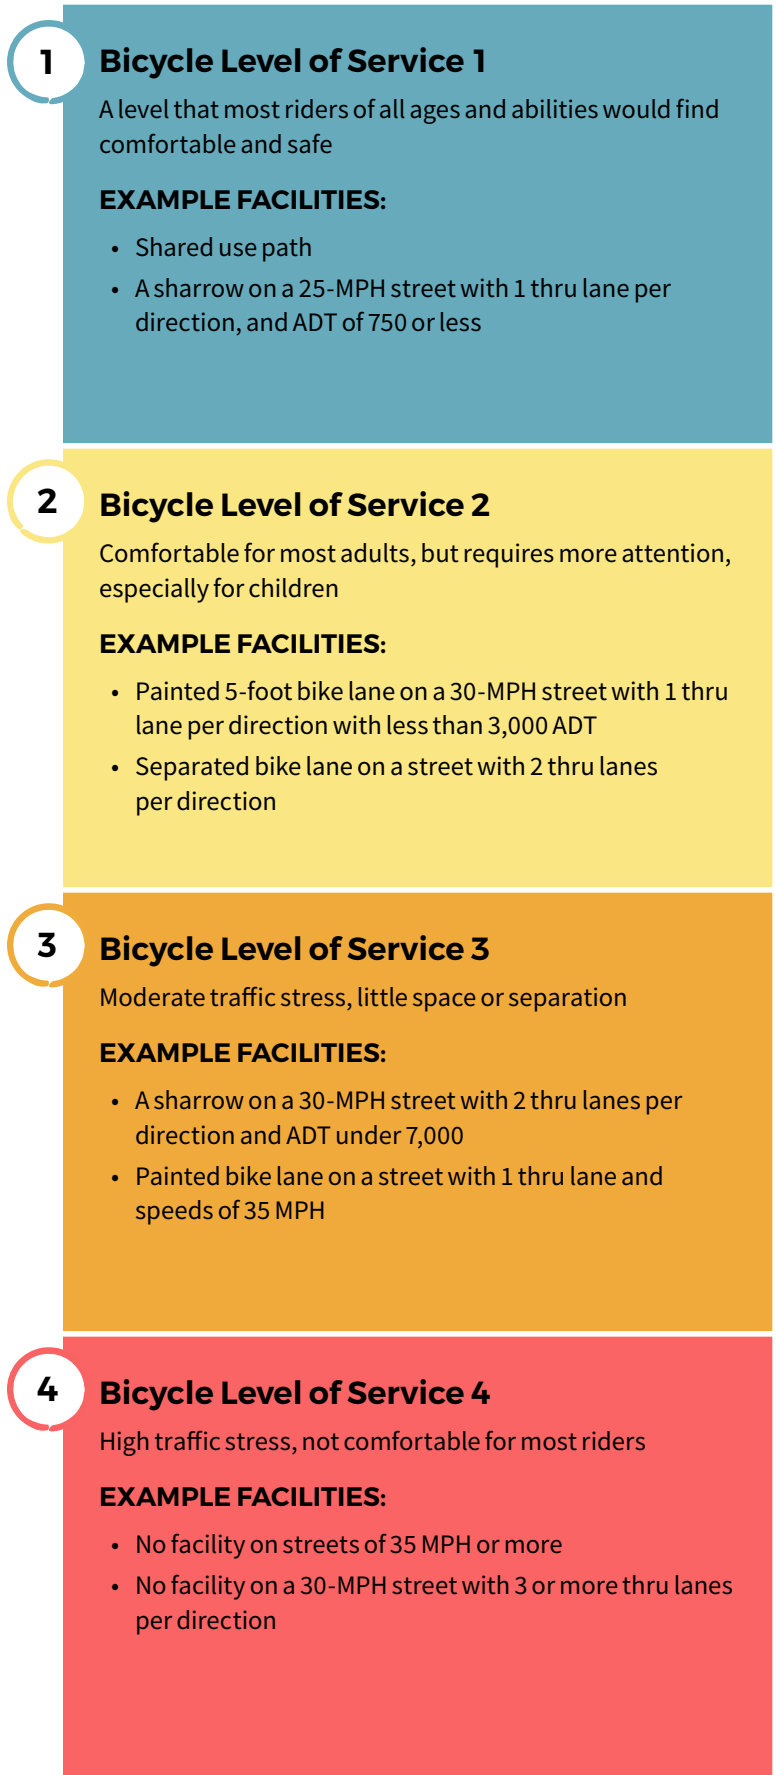 1
Bicycle Level of Service 1
A level that most riders of all ages and abilities would find
comfortable and safe
EXAMPLE FACILITIES:
• Shared use path
• A sharrow on a 25-MPH street with 1 thru lane per
direction, and ADT of 750 or less
2
Bicycle Level of Service 2
Comfortable for most adults, but requires more attention,
especially for children
EXAMPLE FACILITIES:
• Painted 5-foot bike lane on a 30-MPH street with 1 thru
lane per direction with less than 3,000 ADT
• Separated bike lane on a street with 2 thru lanes
per direction
3
Bicycle Level of Service 3
Moderate traffic stress, little space or separation
EXAMPLE FACILITIES:
• A sharrow on a 30-MPH street with 2 thru lanes per
direction and ADT under 7,000
• Painted bike lane on a street with 1 thru lane and
speeds of 35 MPH
4
Bicycle Level of Service 4
High traffic stress, not comfortable for most riders
EXAMPLE FACILITIES:
• No facility on streets of 35 MPH or more
• No facility on a 30-MPH street with 3 or more thru lanes
per direction